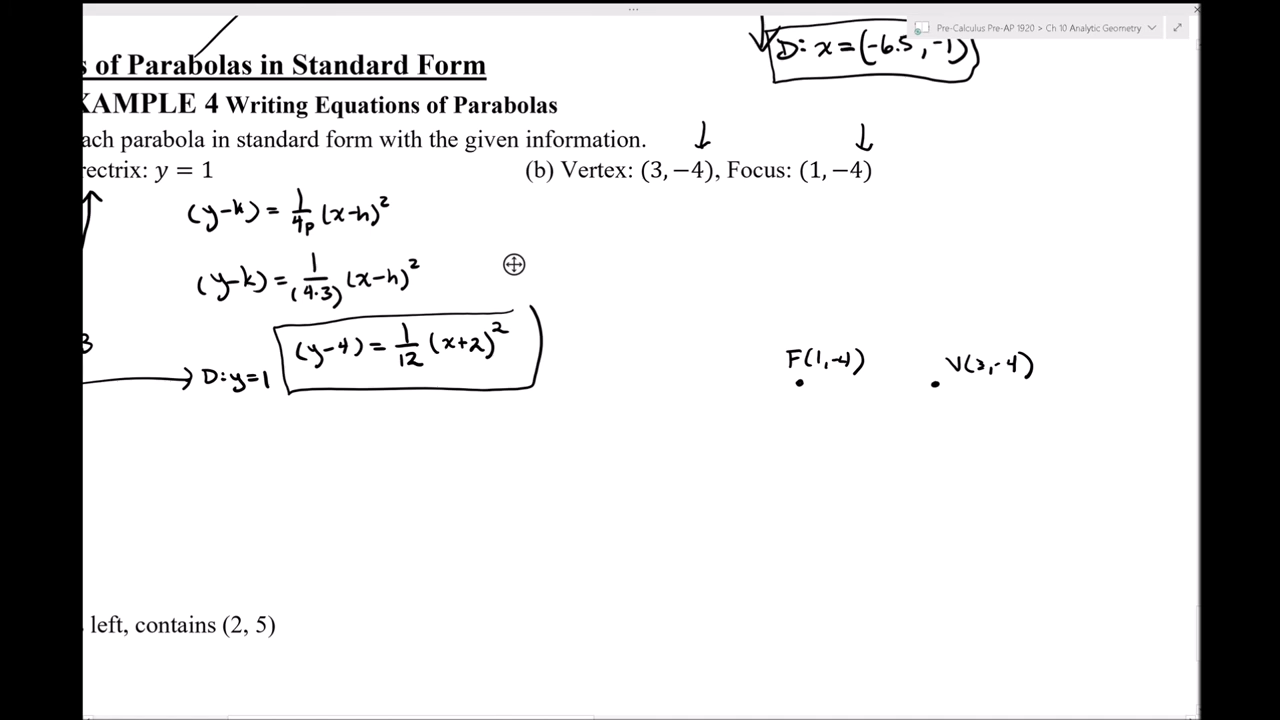 Pre-Calculus Pre-AP 1920 > Ch 10 Analytic Geometry
D: x = (-6.5, -1)
s of Parabolas in Standard Form
XAMPLE 4 Writing Equations of Parabolas
ach parabola in standard form with the given information.
rectrix: y = 1
(b) Vertex: (3, −4), Focus: (1, −4)
(y-k) = 1/4p (x-h)²
(y-k) = 1/(4·3) (x-h)²
(y-4) = 1/12 (x+2)²
3
D: y=1
F(1,-4)
V(3,-4)
left, contains (2, 5)